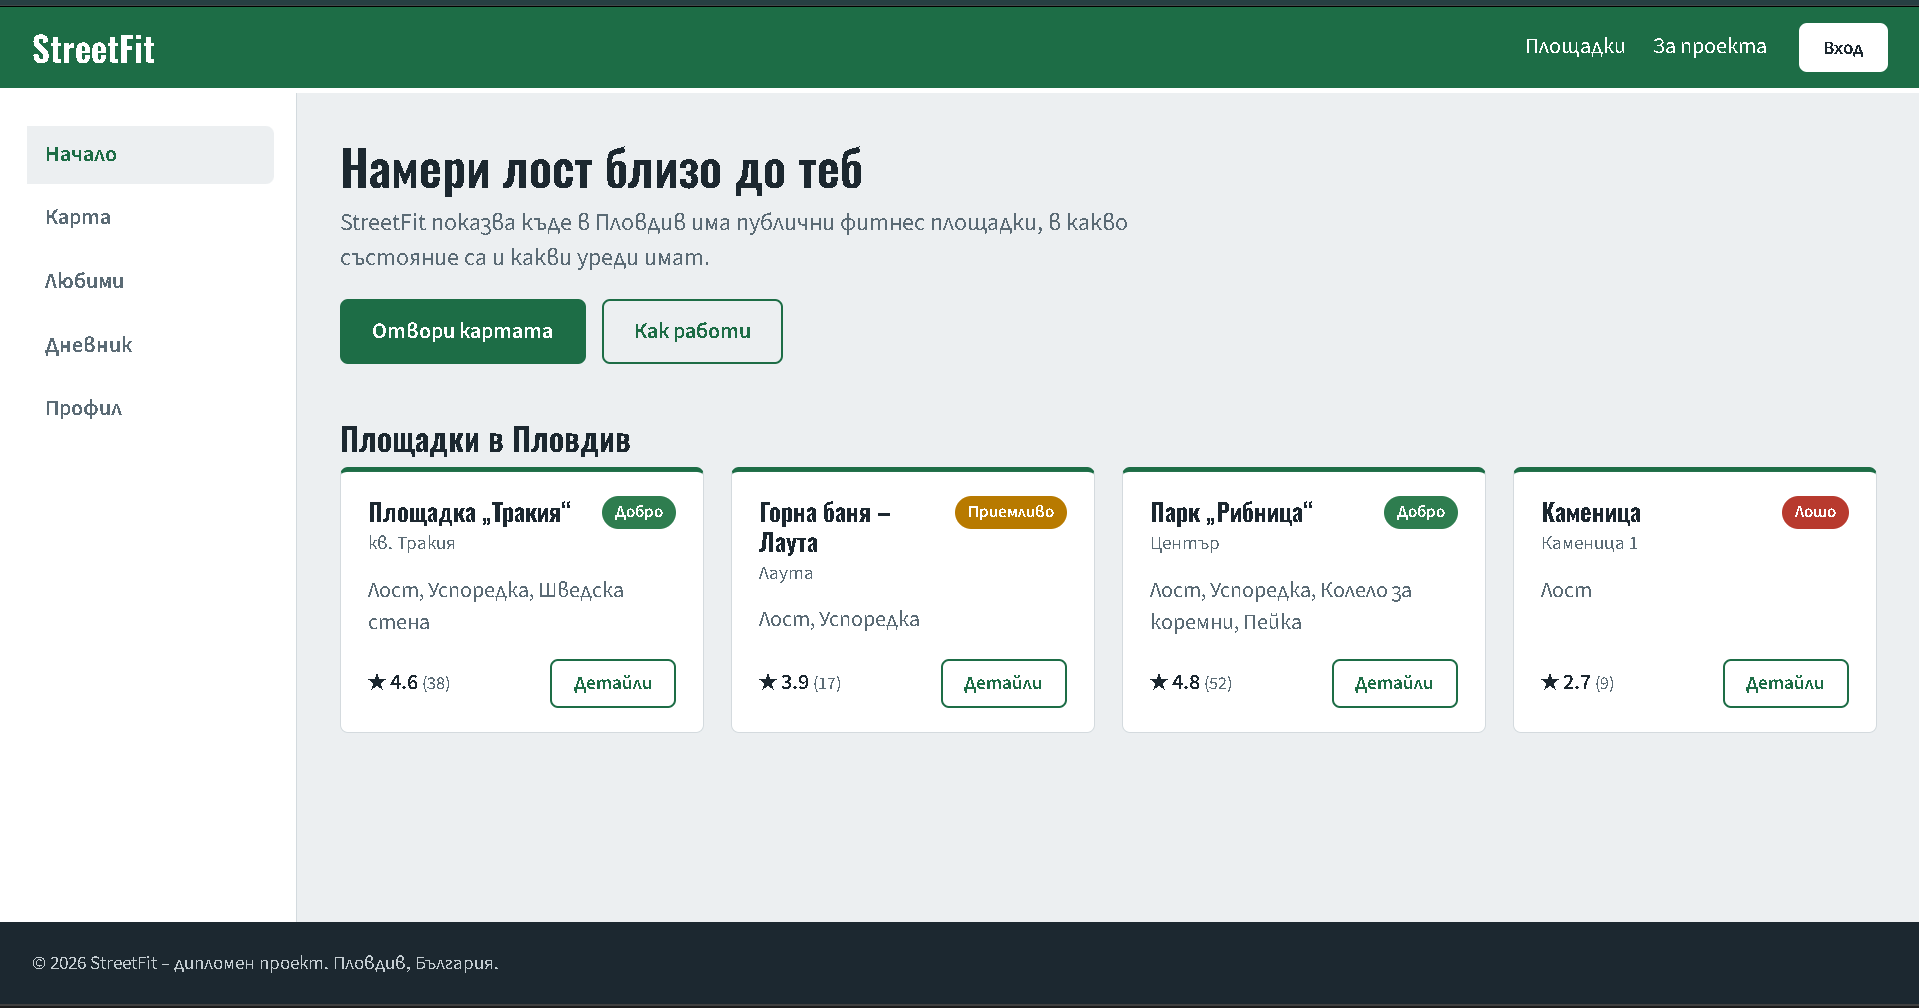 StreetFit
Площадки
За проекта
Вход
Начало
Карта
Любими
Дневник
Профил
Намери лост близо до теб
StreetFit показва къде в Пловдив има публични фитнес площадки, в какво
състояние са и какви уреди имат.
Отвори картата
Как работи
Площадки в Пловдив
Площадка „Тракия“
Добро
кв. Тракия
Лост, Успоредка, Шведска
стена
★ 4.6 (38)
Детайли
Горна баня –
Лаута
Приемливо
Лаута
Лост, Успоредка
★ 3.9 (17)
Детайли
Парк „Рибница“
Добро
Център
Лост, Успоредка, Колело за
коремни, Пейка
★ 4.8 (52)
Детайли
Каменица
Лошо
Каменица 1
Лост
★ 2.7 (9)
Детайли
© 2026 StreetFit – дипломен проект. Пловдив, България.